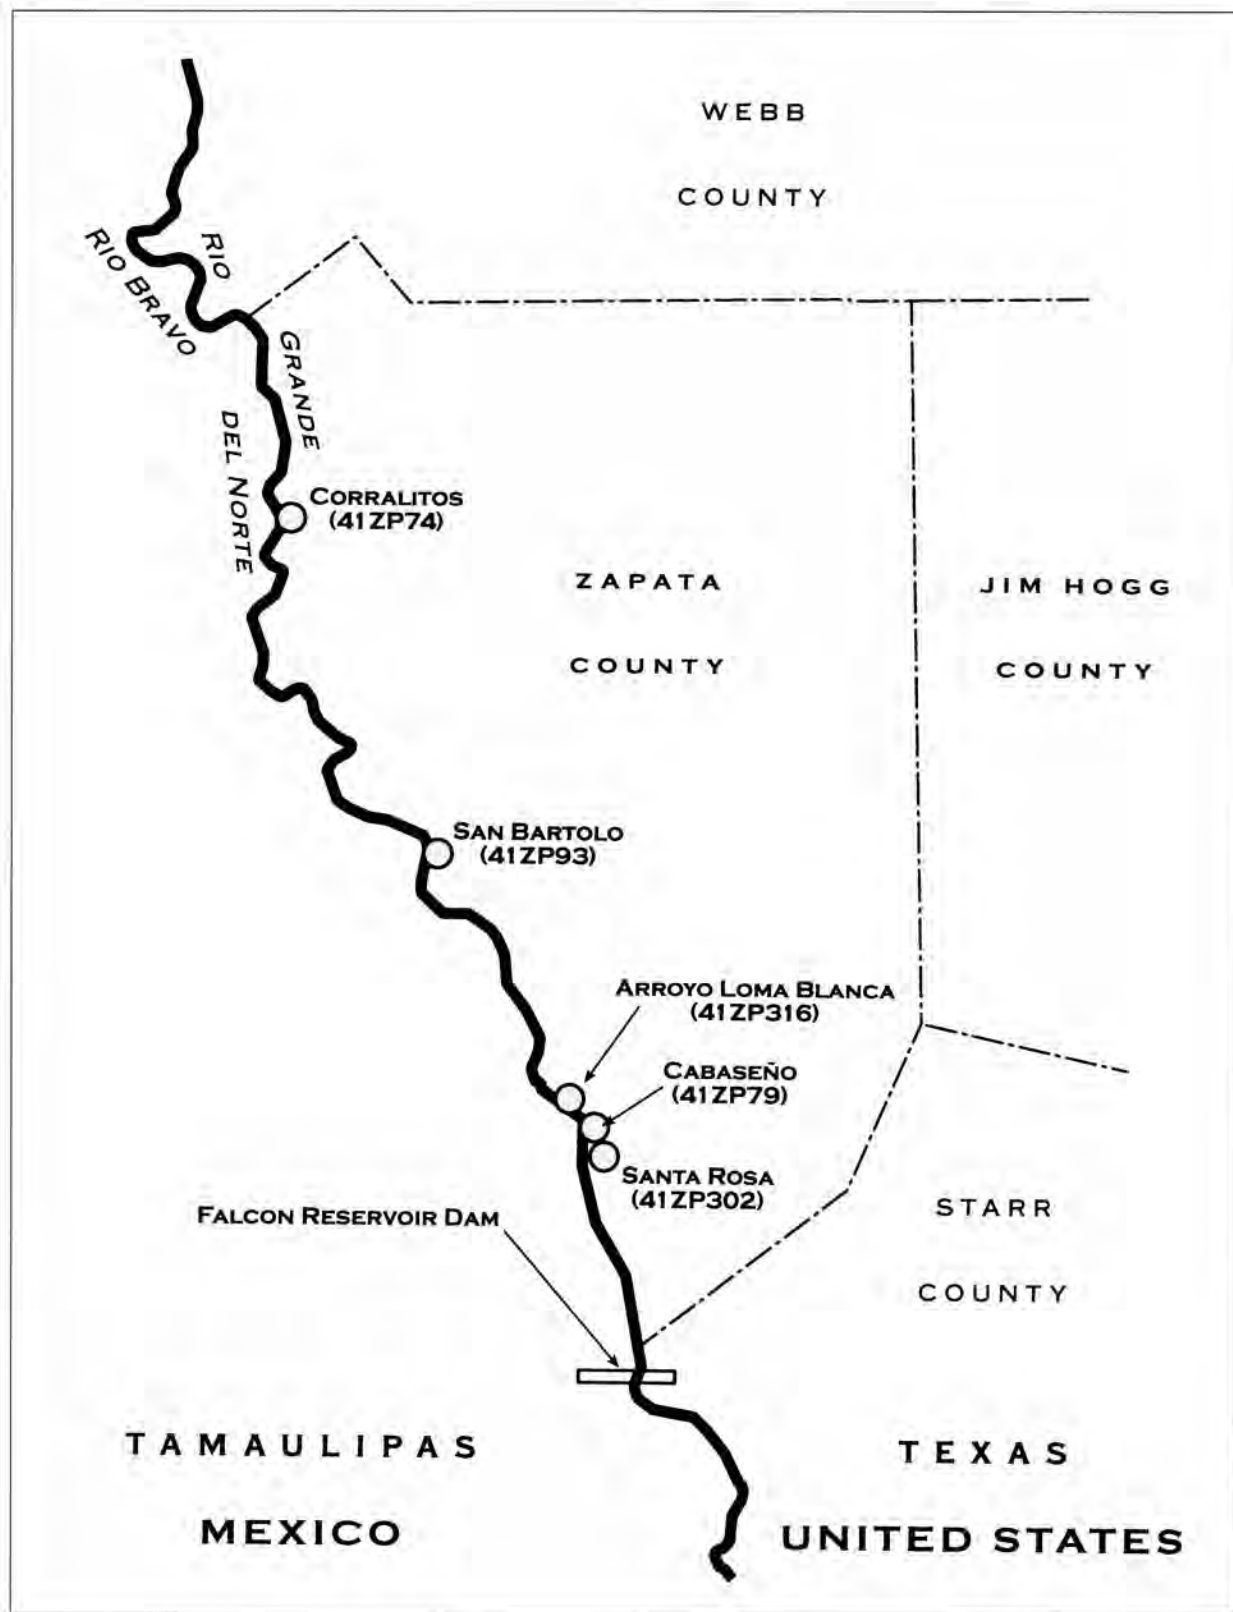 WEBB
COUNTY
RIO
GRANDE
RIO BRAVO
DEL NORTE
CORRALITOS
(41ZP74)
ZAPATA
COUNTY
JIM HOGG
COUNTY
SAN BARTOLO
(41ZP93)
ARROYO LOMA BLANCA
(41ZP316)
CABASEÑO
(41ZP79)
SANTA ROSA
(41ZP302)
FALCON RESERVOIR DAM
STARR
COUNTY
TAMAULIPAS
MEXICO
TEXAS
UNITED STATES